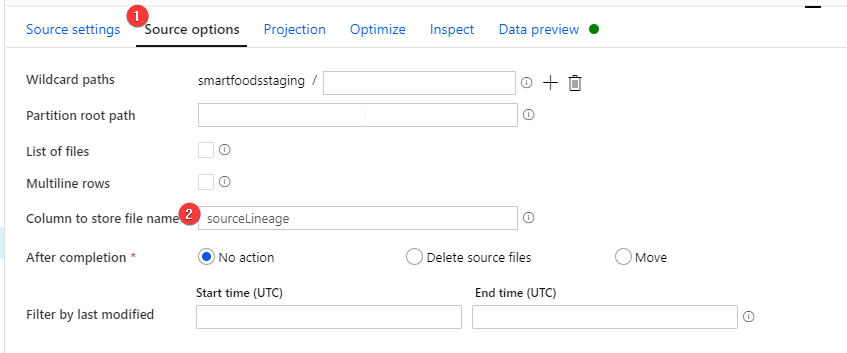 1
Source settings Source options Projection Optimize Inspect Data preview
Wildcard paths smartfoodsstaging /
Partition root path
List of files
Multiline rows
Column to store file name 2 sourceLineage
After completion * No action Delete source files Move
Start time (UTC) End time (UTC)
Filter by last modified